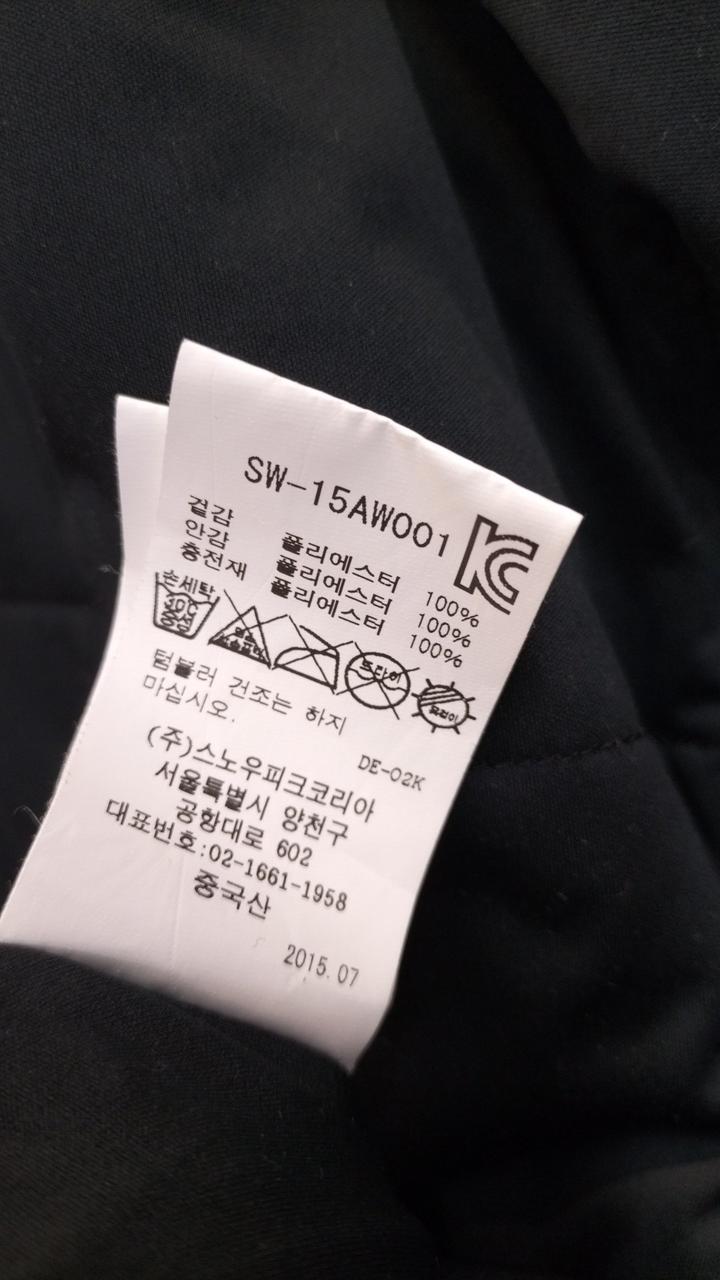 SW-15AW001
겉감 폴리에스터 100%
안감 폴리에스터 100%
충전재 폴리에스터 100%
손세탁
30℃
중성
드라이
텀블러 건조는 하지
마십시오.
DE-02K
(주)스노우피크코리아
서울특별시 양천구
공항대로 602
대표번호:02-1661-1958
중국산
2015.07